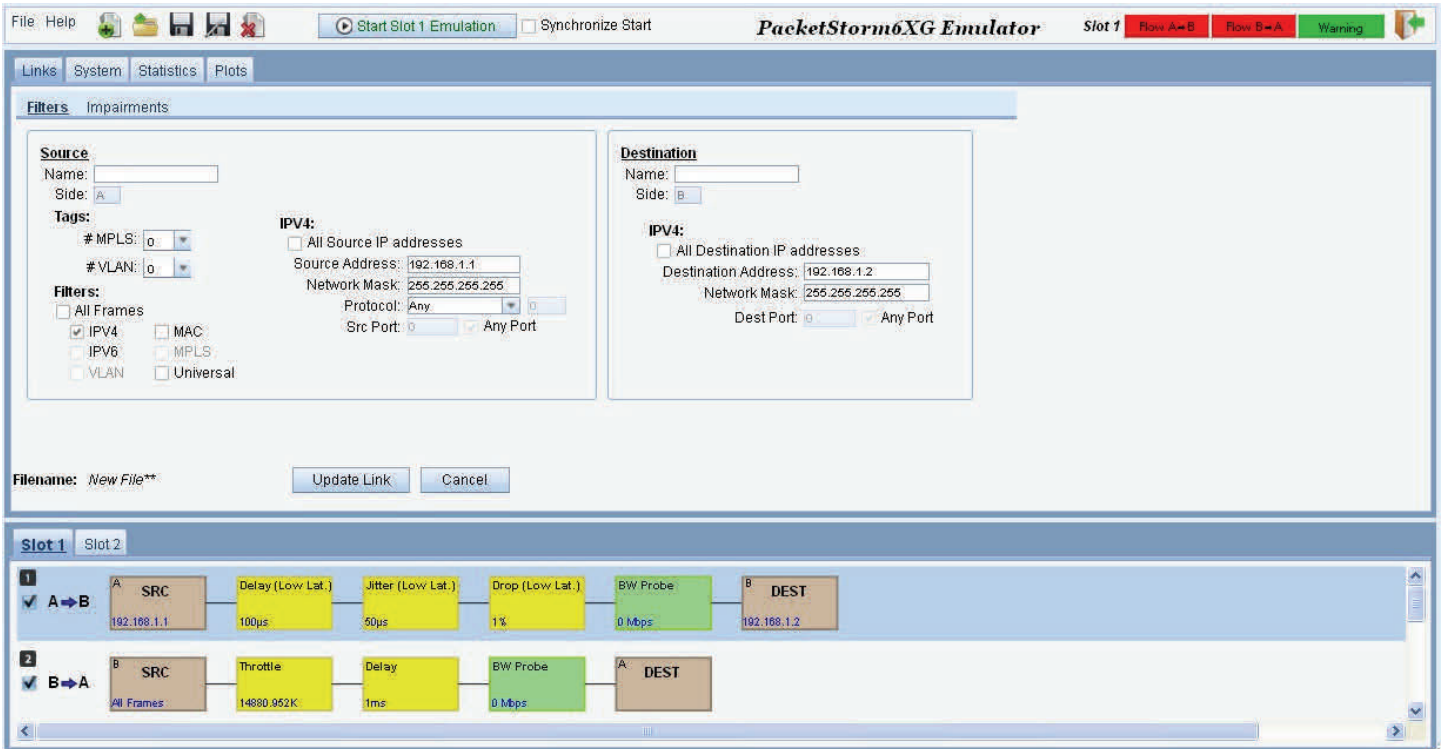 File Help Start Slot 1 Emulation Synchronize Start PacketStorm6XG Emulator Slot 1 Flow A➡B Flow B➡A Warning
Links System Statistics Plots
Filters Impairments
Source
Name:
Side: A
Tags:
# MPLS: 0
# VLAN: 0
Filters:
All Frames
IPV4 MAC
IPV6 MPLS
VLAN Universal
IPV4:
All Source IP addresses
Source Address: 192.168.1.1
Network Mask: 255.255.255.255
Protocol: Any 0
Src Port: 0 Any Port
Destination
Name:
Side: B
IPV4:
All Destination IP addresses
Destination Address: 192.168.1.2
Network Mask: 255.255.255.255
Dest Port: 0 Any Port
Filename: New File** Update Link Cancel
Slot 1 Slot 2
1
A➡B
A SRC
192.168.1.1
Delay (Low Lat.)
100µs
Jitter (Low Lat.)
50µs
Drop (Low Lat.)
1%
BW Probe
0 Mbps
B DEST
192.168.1.2
2
B➡A
B SRC
All Frames
Throttle
14880.952K
Delay
1ms
BW Probe
0 Mbps
A DEST